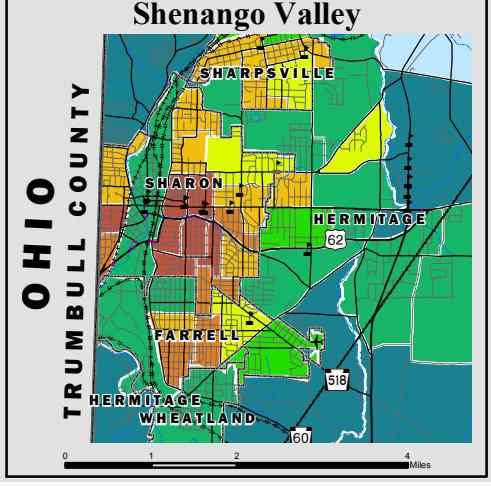 Shenango Valley
SHARPSVILLE
OHIO
TRUMBULL COUNTY
SHARON
HERMITAGE
62
FARRELL
518
HERMITAGE
WHEATLAND
60
0 1 2 4
Miles